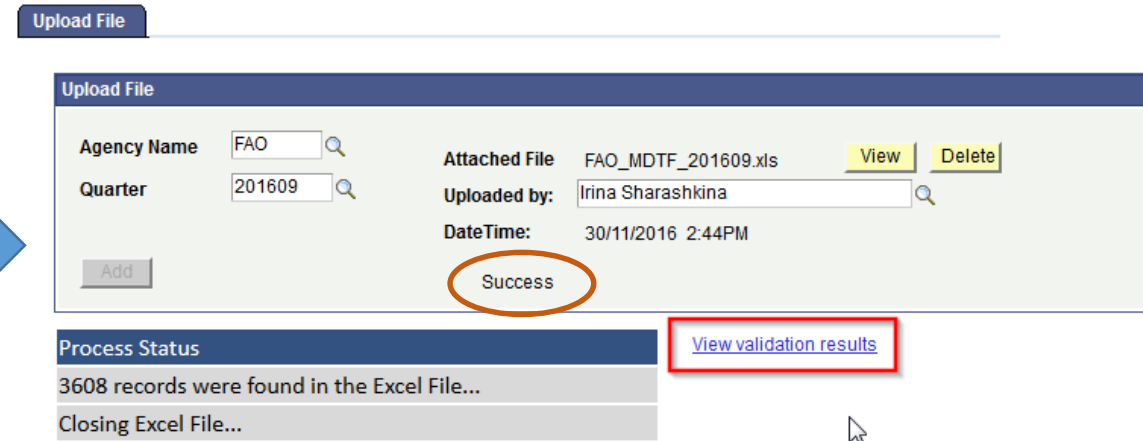 Upload File
Upload File
Agency Name FAO
Attached File FAO_MDTF_201609.xls View Delete
Quarter 201609
Uploaded by: Irina Sharashkina
DateTime: 30/11/2016 2:44PM
Add
Success
Process Status
View validation results
3608 records were found in the Excel File...
Closing Excel File...